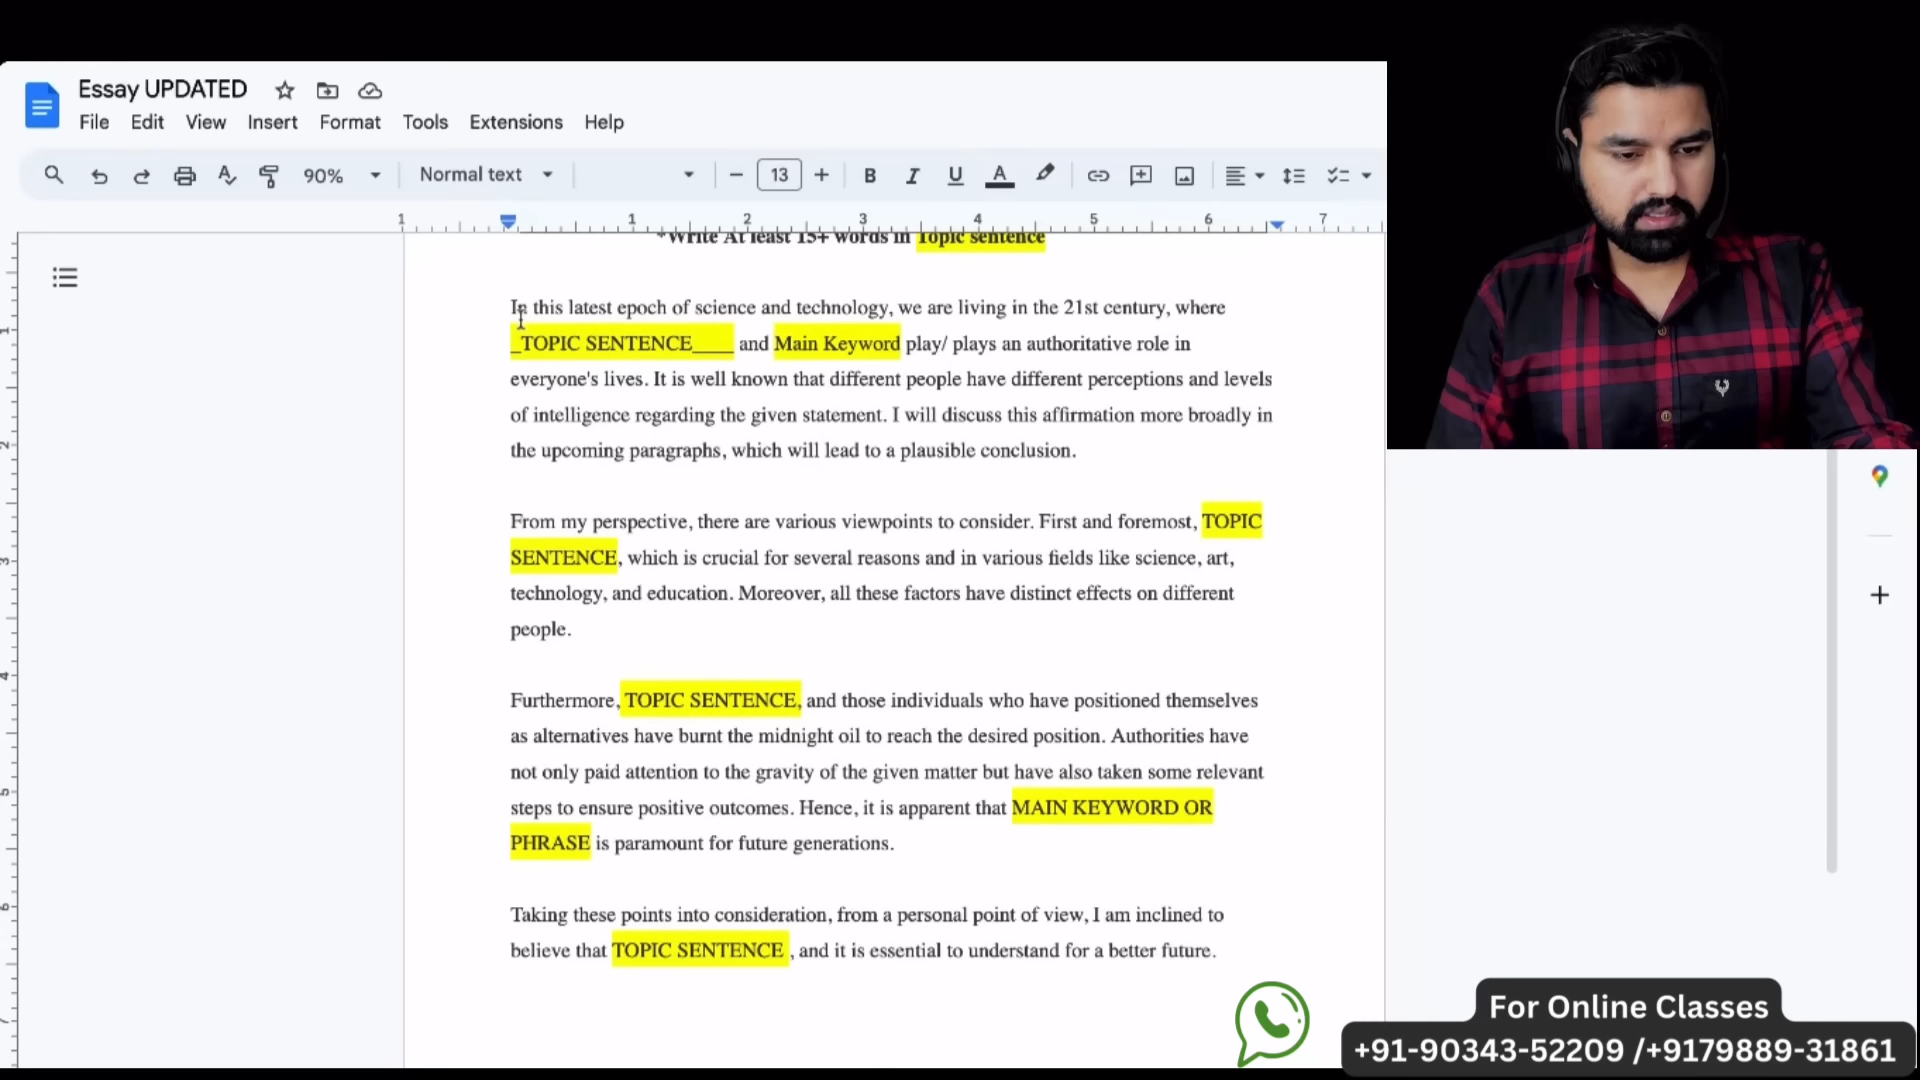 Essay UPDATED
File Edit View Insert Format Tools Extensions Help
90% Normal text 13
1 1 2 3 4 5 6 7
*Write At least 15+ words in Topic sentence
In this latest epoch of science and technology, we are living in the 21st century, where
_TOPIC SENTENCE____ and Main Keyword play/ plays an authoritative role in
everyone's lives. It is well known that different people have different perceptions and levels
of intelligence regarding the given statement. I will discuss this affirmation more broadly in
the upcoming paragraphs, which will lead to a plausible conclusion.
From my perspective, there are various viewpoints to consider. First and foremost, TOPIC
SENTENCE, which is crucial for several reasons and in various fields like science, art,
technology, and education. Moreover, all these factors have distinct effects on different
people.
Furthermore, TOPIC SENTENCE, and those individuals who have positioned themselves
as alternatives have burnt the midnight oil to reach the desired position. Authorities have
not only paid attention to the gravity of the given matter but have also taken some relevant
steps to ensure positive outcomes. Hence, it is apparent that MAIN KEYWORD OR
PHRASE is paramount for future generations.
Taking these points into consideration, from a personal point of view, I am inclined to
believe that TOPIC SENTENCE , and it is essential to understand for a better future.
For Online Classes
+91-90343-52209 /+9179889-31861